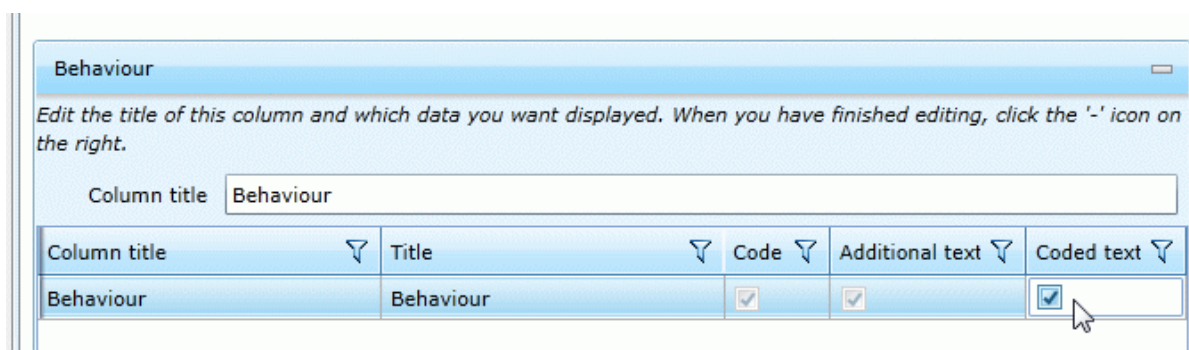 Behaviour
Edit the title of this column and which data you want displayed. When you have finished editing, click the '-' icon on
the right.
Column title Behaviour
Column title Title Code Additional text Coded text
Behaviour Behaviour